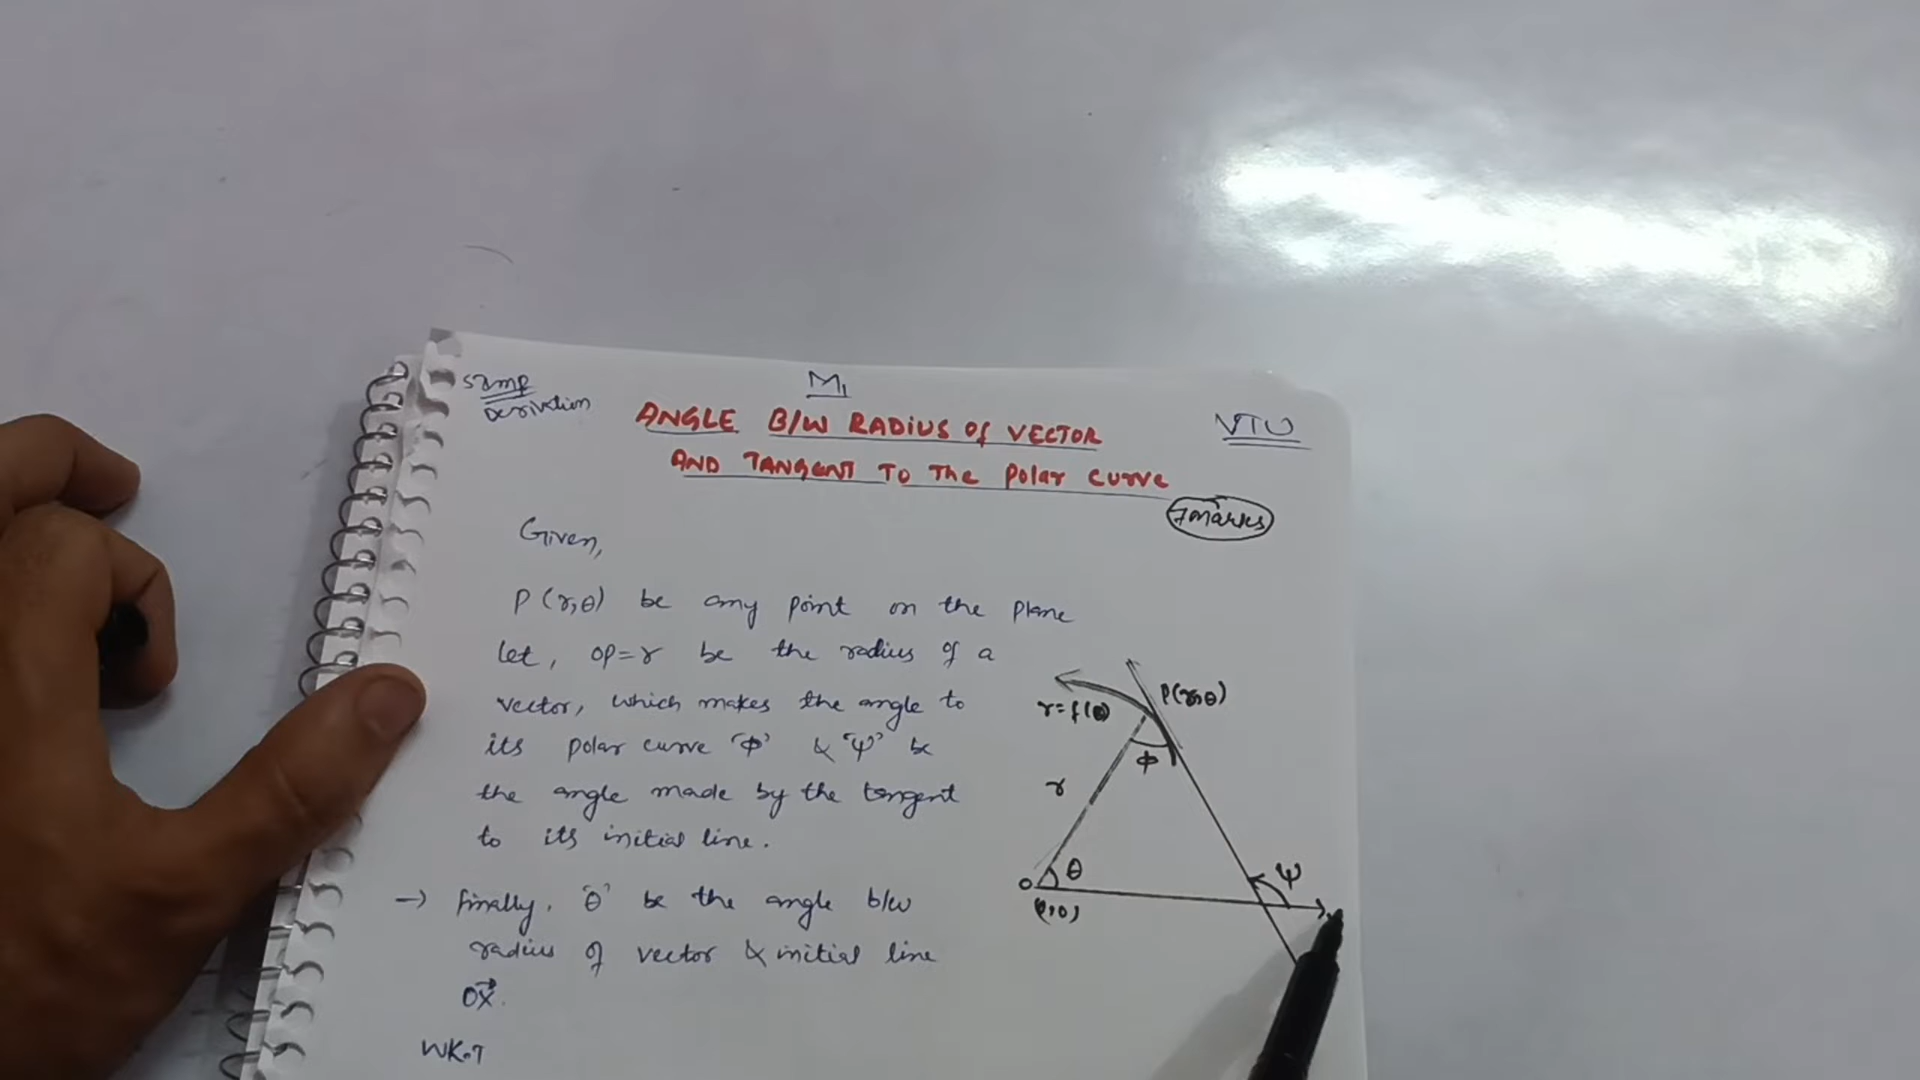 M1
samp
Derivation
VTU
ANGLE B/W RADIUS Of VECTOR
AND TANGENT TO The Polar curve
7marks
Given,
P(r,θ) be any point on the plane
let, OP=r be the radius of a
vector, which makes the angle to
its polar curve 'ϕ' & 'ψ' be
the angle made by the tangent
to its initial line.
→ finally, 'θ' be the angle b/w
radius of vector & initial line
OX.
WK.T
P(r,θ)
r=f(θ)
ϕ
r
θ
ψ
O
(0,0)